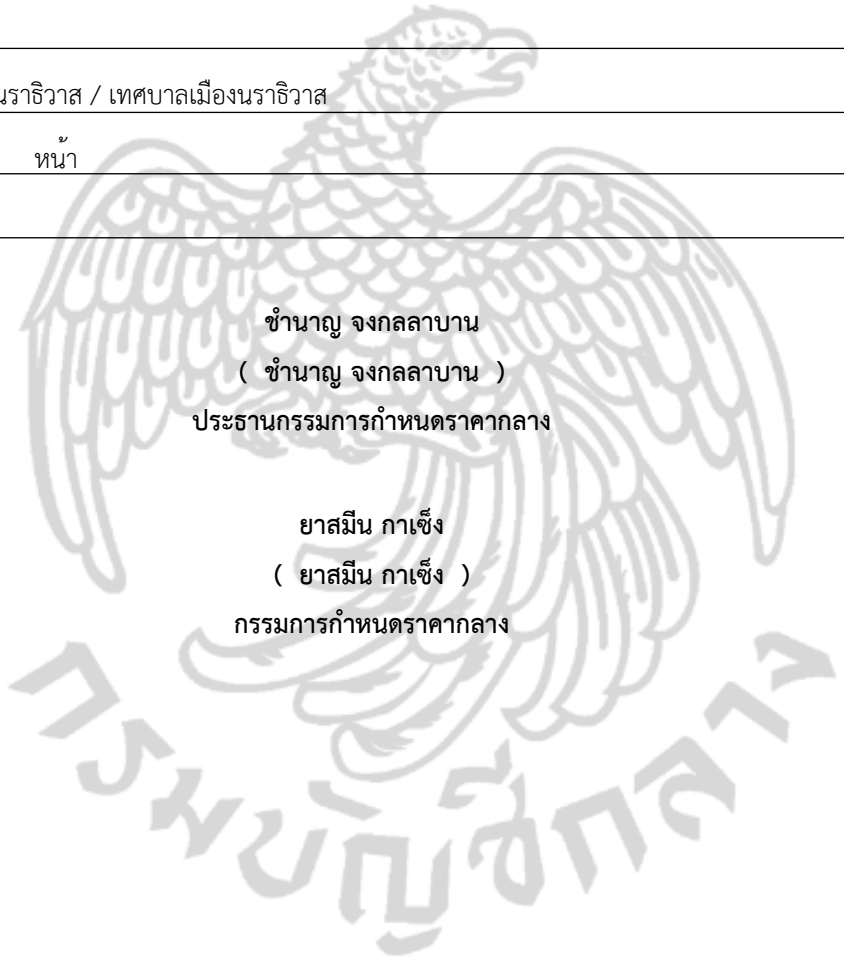 นราธิวาส / เทศบาลเมืองนราธิวาส
หน้า
ชำนาญ จงกลลาบาน
( ชำนาญ จงกลลาบาน )
ประธานกรรมการกำหนดราคากลาง
ยาสมีน กาเซ็ง
( ยาสมีน กาเซ็ง )
กรรมการกำหนดราคากลาง
กรมบัญชีกลาง